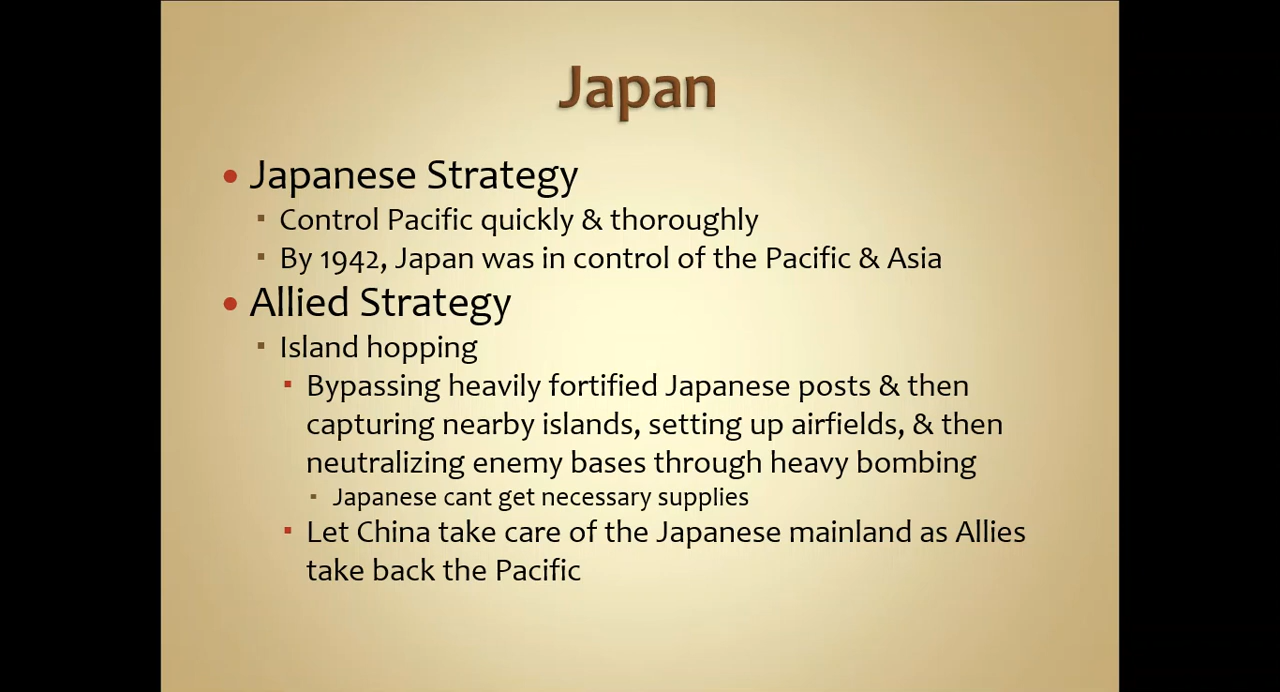 Japan
Japanese Strategy
Control Pacific quickly & thoroughly
By 1942, Japan was in control of the Pacific & Asia
Allied Strategy
Island hopping
Bypassing heavily fortified Japanese posts & then
capturing nearby islands, setting up airfields, & then
neutralizing enemy bases through heavy bombing
Japanese cant get necessary supplies
Let China take care of the Japanese mainland as Allies
take back the Pacific